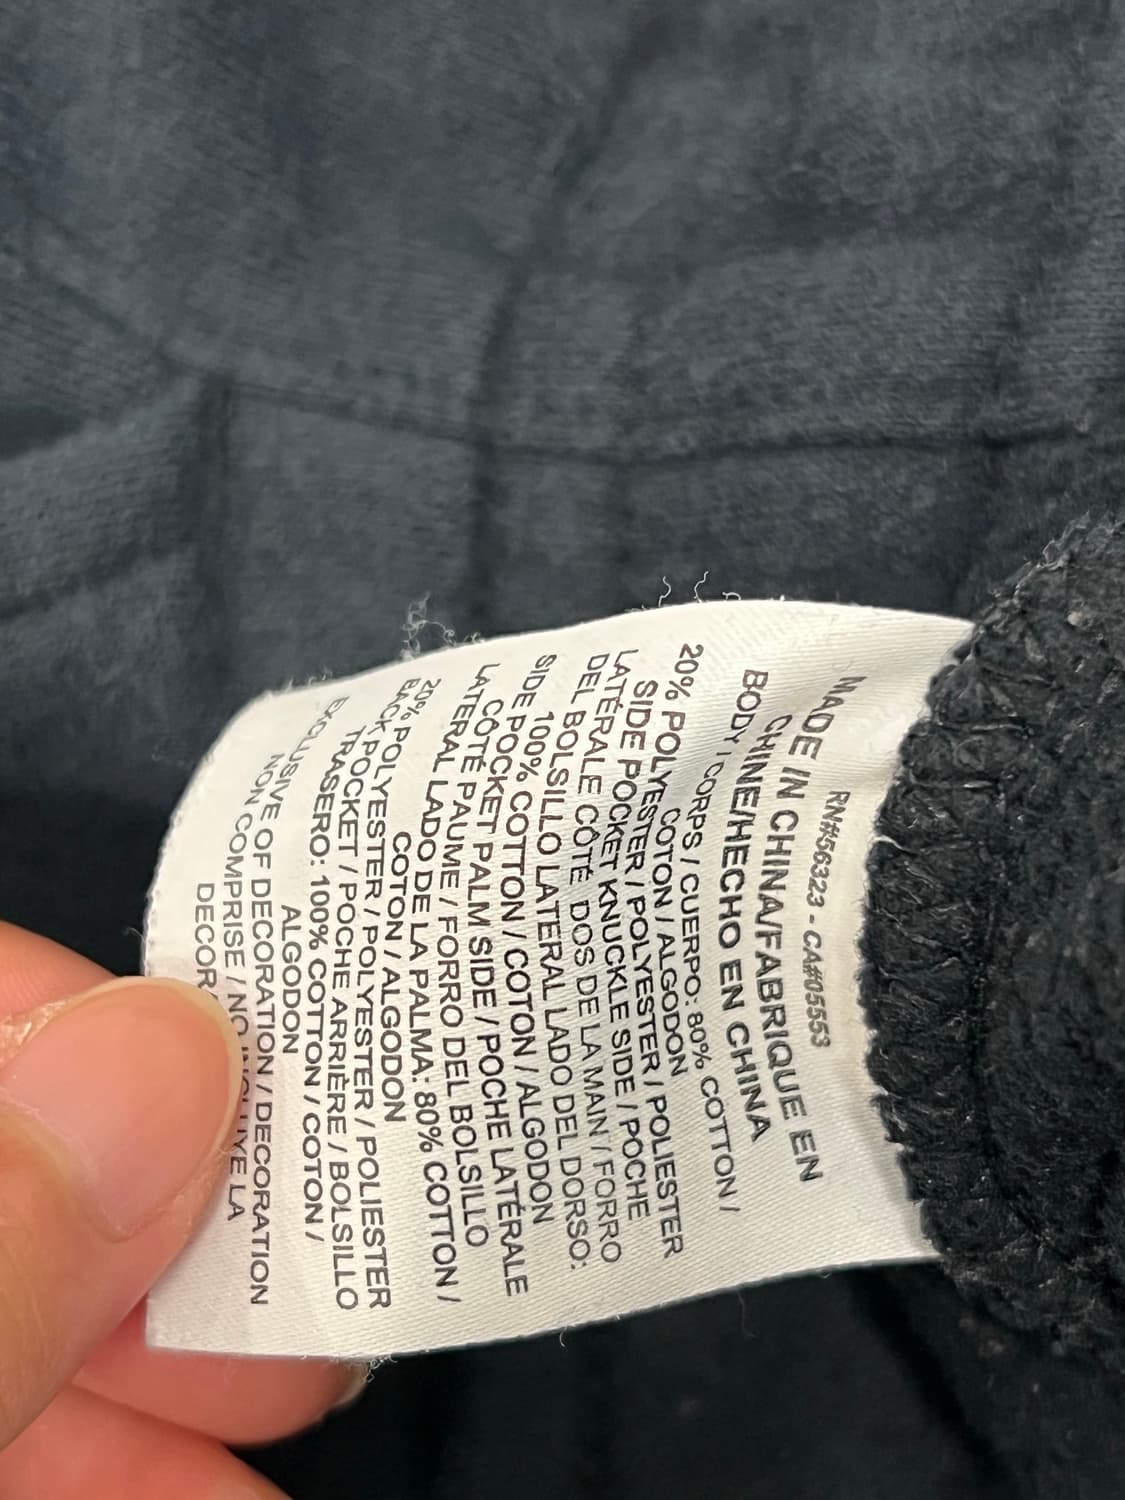 RN#56323 - CA#05553
MADE IN CHINA/FABRIQUE EN
CHINE/HECHO EN CHINA
BODY / CORPS / CUERPO: 80% COTTON /
COTON / ALGODON
20% POLYESTER / POLYESTER / POLIESTER
SIDE POCKET KNUCKLE SIDE / POCHE
LATÉRALE CÔTÉ DOS DE LA MAIN / FORRO
DEL BOLSILLO LATERAL LADO DEL DORSO:
100% COTTON / COTON / ALGODON
SIDE POCKET PALM SIDE / POCHE LATÉRALE
CÔTÉ PAUME / FORRO DEL BOLSILLO
LATERAL LADO DE LA PALMA: 80% COTTON /
COTON / ALGODON
20% POLYESTER / POLYESTER / POLIESTER
BACK POCKET / POCHE ARRIÈRE / BOLSILLO
TRASERO: 100% COTTON / COTON /
ALGODON
EXCLUSIVE OF DECORATION / DECORATION
NON COMPRISE / NO INCLUYE LA
DECOR